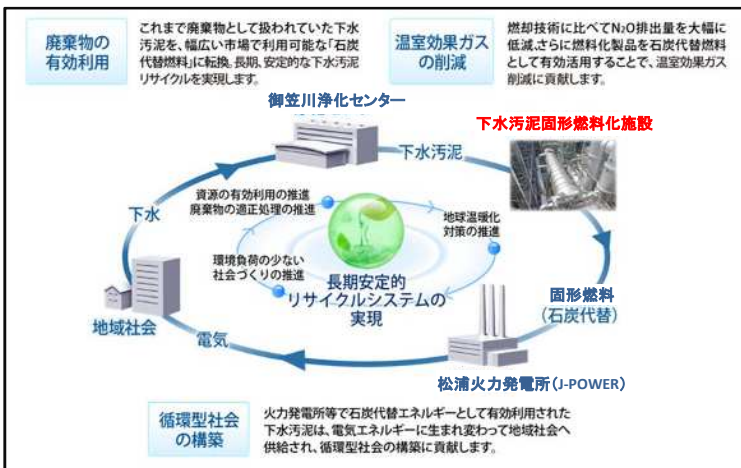 廃棄物の
有効利用
これまで廃棄物として扱われていた下水
汚泥を、幅広い市場で利用可能な「石炭
代替燃料」に転換。長期、安定的な下水汚泥
リサイクルを実現します。
温室効果ガス
の削減
燃却技術に比べてN₂O排出量を大幅に
低減。さらに燃料化製品を石炭代替燃料
として有効活用することで、温室効果ガス
削減に貢献します。
御笠川浄化センター
下水汚泥固形燃料化施設
下水汚泥
下水
資源の有効利用の推進
廃棄物の適正処理の推進
地球温暖化
対策の推進
環境負荷の少ない
社会づくりの推進
長期安定的
リサイクルシステムの
実現
固形燃料
(石炭代替)
地域社会
電気
松浦火力発電所(J-POWER)
循環型社会
の構築
火力発電所等で石炭代替エネルギーとして有効利用された
下水汚泥は、電気エネルギーに生まれ変わって地域社会へ
供給され、循環型社会の構築に貢献します。